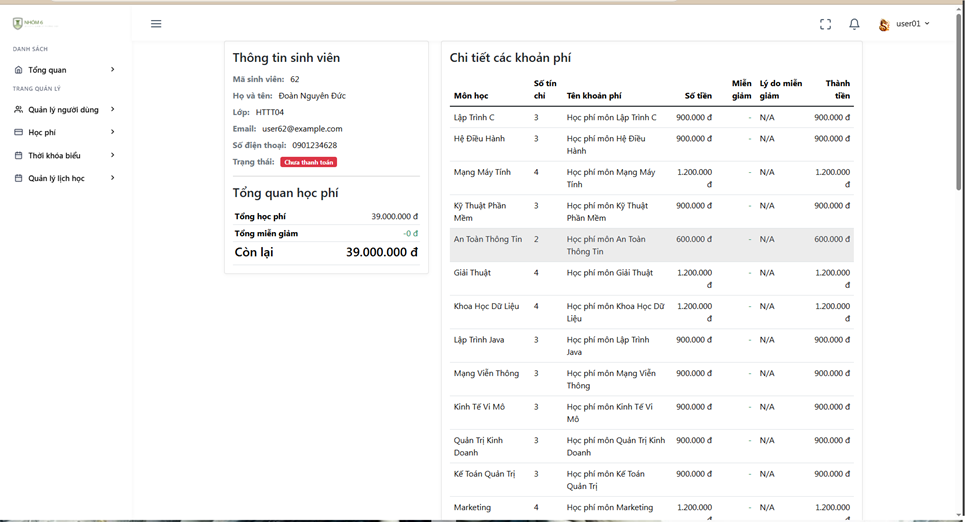 NHÓM 6
user01
DANH SÁCH
Tổng quan
TRANG QUẢN LÝ
Quản lý người dùng
Học phí
Thời khóa biểu
Quản lý lịch học
Thông tin sinh viên
Mã sinh viên: 62
Họ và tên: Đoàn Nguyên Đức
Lớp: HTTT04
Email: user62@example.com
Số điện thoại: 0901234628
Trạng thái: Chưa thanh toán
Tổng quan học phí
Tổng học phí 39.000.000 đ
Tổng miễn giảm -0 đ
Còn lại 39.000.000 đ
Chi tiết các khoản phí
Môn học Số tín chỉ Tên khoản phí Số tiền Miễn giảm Lý do miễn giảm Thành tiền
Lập Trình C 3 Học phí môn Lập Trình C 900.000 đ - N/A 900.000 đ
Hệ Điều Hành 3 Học phí môn Hệ Điều Hành 900.000 đ - N/A 900.000 đ
Mạng Máy Tính 4 Học phí môn Mạng Máy Tính 1.200.000 đ - N/A 1.200.000 đ
Kỹ Thuật Phần Mềm 3 Học phí môn Kỹ Thuật Phần Mềm 900.000 đ - N/A 900.000 đ
An Toàn Thông Tin 2 Học phí môn An Toàn Thông Tin 600.000 đ - N/A 600.000 đ
Giải Thuật 4 Học phí môn Giải Thuật 1.200.000 đ - N/A 1.200.000 đ
Khoa Học Dữ Liệu 4 Học phí môn Khoa Học Dữ Liệu 1.200.000 đ - N/A 1.200.000 đ
Lập Trình Java 3 Học phí môn Lập Trình Java 900.000 đ - N/A 900.000 đ
Mạng Viễn Thông 3 Học phí môn Mạng Viễn Thông 900.000 đ - N/A 900.000 đ
Kinh Tế Vi Mô 3 Học phí môn Kinh Tế Vi Mô 900.000 đ - N/A 900.000 đ
Quản Trị Kinh Doanh 3 Học phí môn Quản Trị Kinh Doanh 900.000 đ - N/A 900.000 đ
Kế Toán Quản Trị 3 Học phí môn Kế Toán Quản Trị 900.000 đ - N/A 900.000 đ
Marketing 4 Học phí môn Marketing 1.200.000 đ - N/A 1.200.000 đ